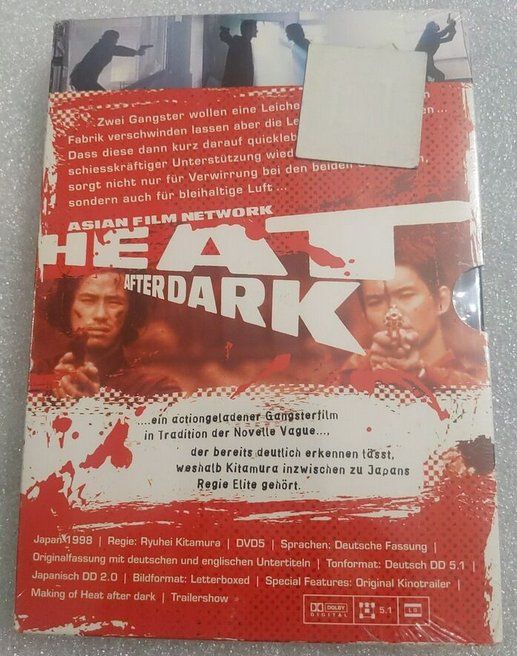 ... Zwei Gangster wollen eine Leiche
Fabrik verschwinden lassen aber die Le
Dass diese dann kurz darauf quickleb
schiesskräftiger Unterstützung wied
sorgt nicht nur für Verwirrung bei den beiden
sondern auch für bleihaltige Luft ...
ASIAN FILM NETWORK
HEAT
AFTER DARK
....ein actiongeladener Gangsterfilm
in Tradition der Novelle Vague...,
der bereits deutlich erkennen lässt,
weshalb Kitamura inzwischen zu Japans
Regie Elite gehört.
Japan 1998 | Regie: Ryuhei Kitamura | DVD5 | Sprachen: Deutsche Fassung |
Originalfassung mit deutschen und englischen Untertiteln | Tonformat: Deutsch DD 5.1 |
Japanisch DD 2.0 | Bildformat: Letterboxed | Special Features: Original Kinotrailer |
Making of Heat after dark | Trailershow
DOLBY DIGITAL 5.1 LB